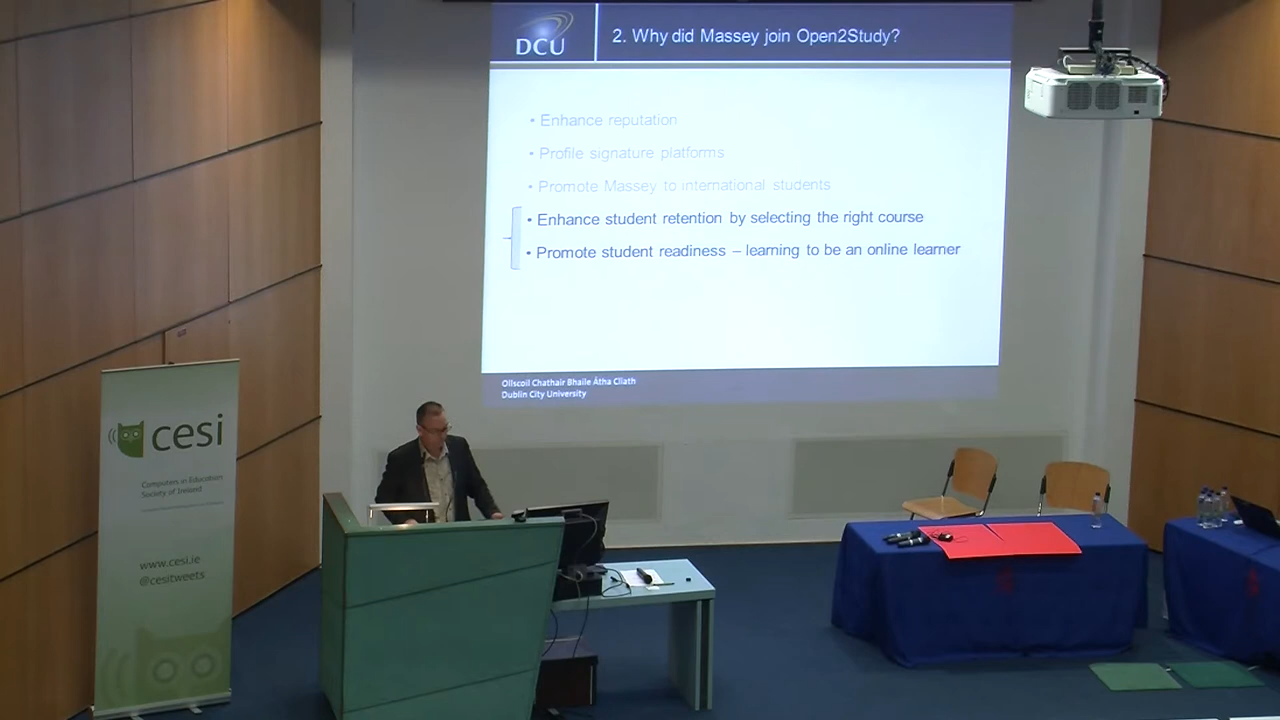 DCU
2. Why did Massey join Open2Study?
• Enhance reputation
• Profile signature platforms
• Promote Massey to international students
• Enhance student retention by selecting the right course
• Promote student readiness – learning to be an online learner
Ollscoil Chathair Bhaile Átha Cliath
Dublin City University
cesi
Computers in Education
Society of Ireland
www.cesi.ie
@cesitweets